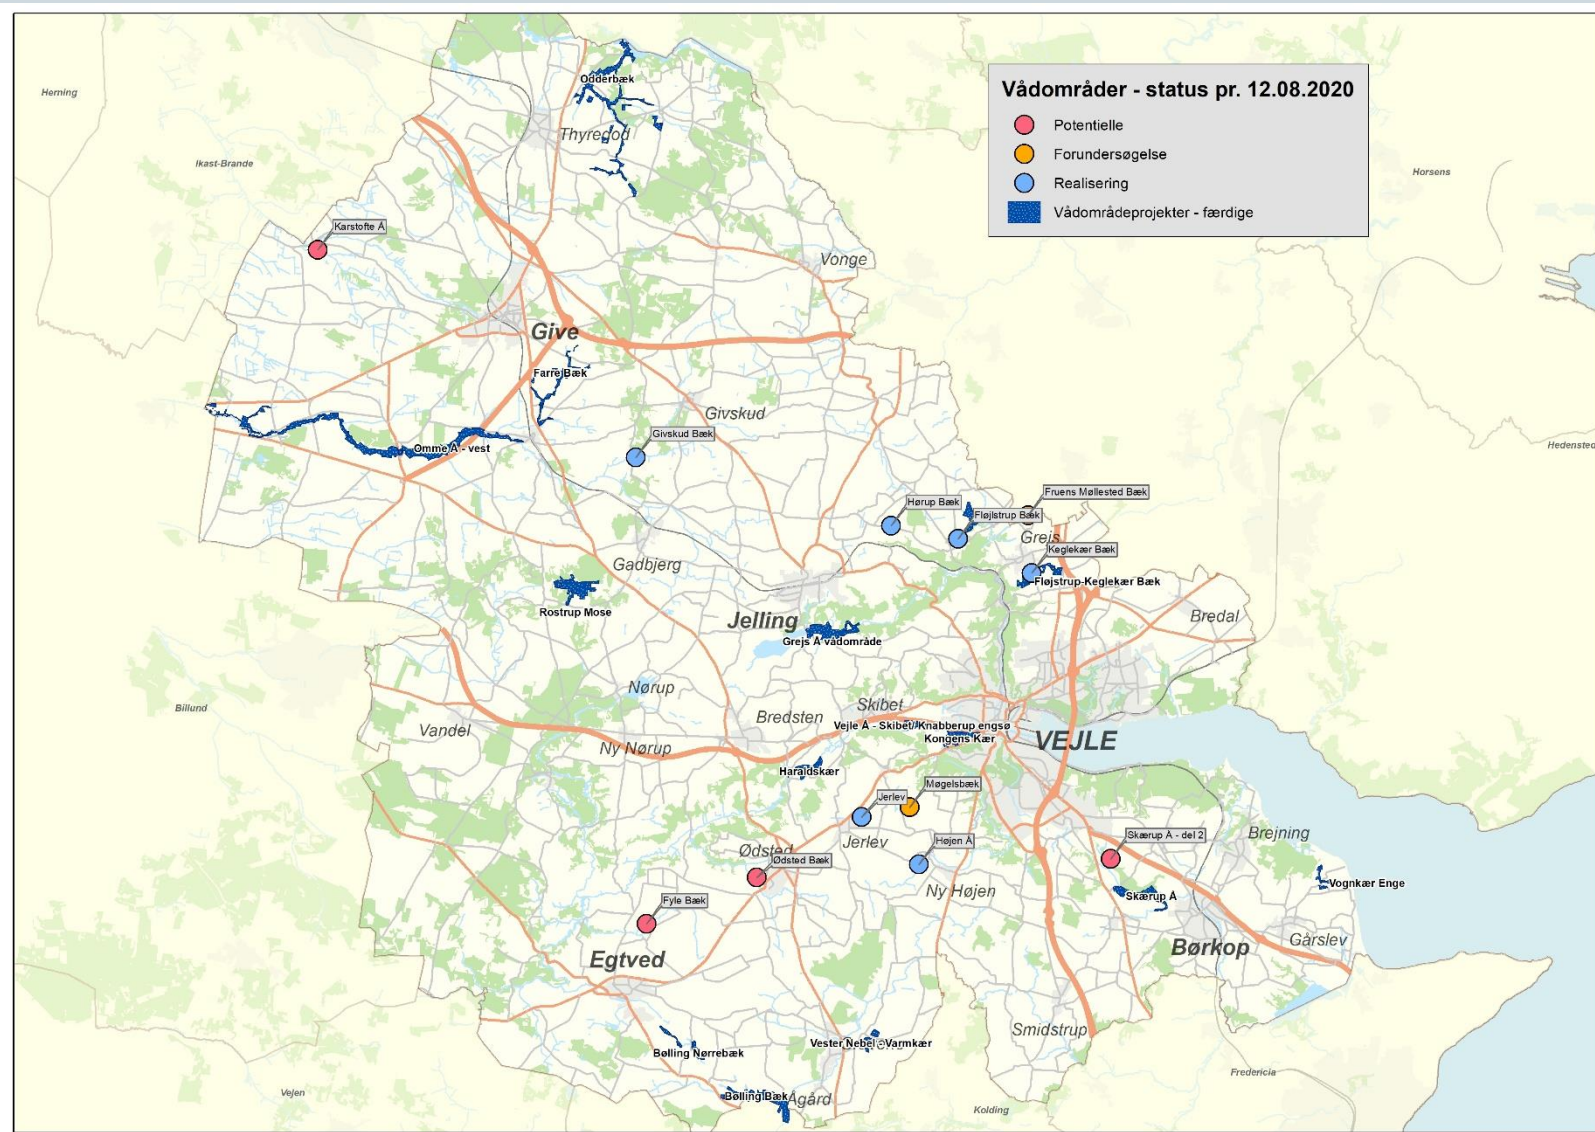 Vådområder - status pr. 12.08.2020
Potentielle
Forundersøgelse
Realisering
Vådområdeprojekter - færdige
Odderbæk
Herning
Thyregod
Ikast-Brande
Horsens
Karstofte Å
Vonge
Give
Farre Bæk
Givskud
Givskud Bæk
Omme Å - vest
Hedensted
Fruens Møllested Bæk
Hørup Bæk
Fløjlstrup Bæk
Grejs
Keglekær Bæk
Gadbjerg
Fløjstrup-Keglekær Bæk
Rostrup Mose
Jelling
Bredal
Grejs Å vådområde
Nørup
Billund
Skibet
Bredsten
Vejle Å - Skibet/ Knabberup engsø
Vandel
Kongens Kær
VEJLE
Ny Nørup
Haraldskær
Møgelsbæk
Jerlev
Jerlev
Skærup Å - del 2
Brejning
Højen Å
Ødsted
Ødsted Bæk
Ny Højen
Vognkær Enge
Skærup Å
Fyle Bæk
Gårslev
Børkop
Egtved
Smidstrup
Vester Nebel - Varmkær
Bølling Nørrebæk
Fredericia
Vejen
Bølling Bæk
Ågård
Kolding